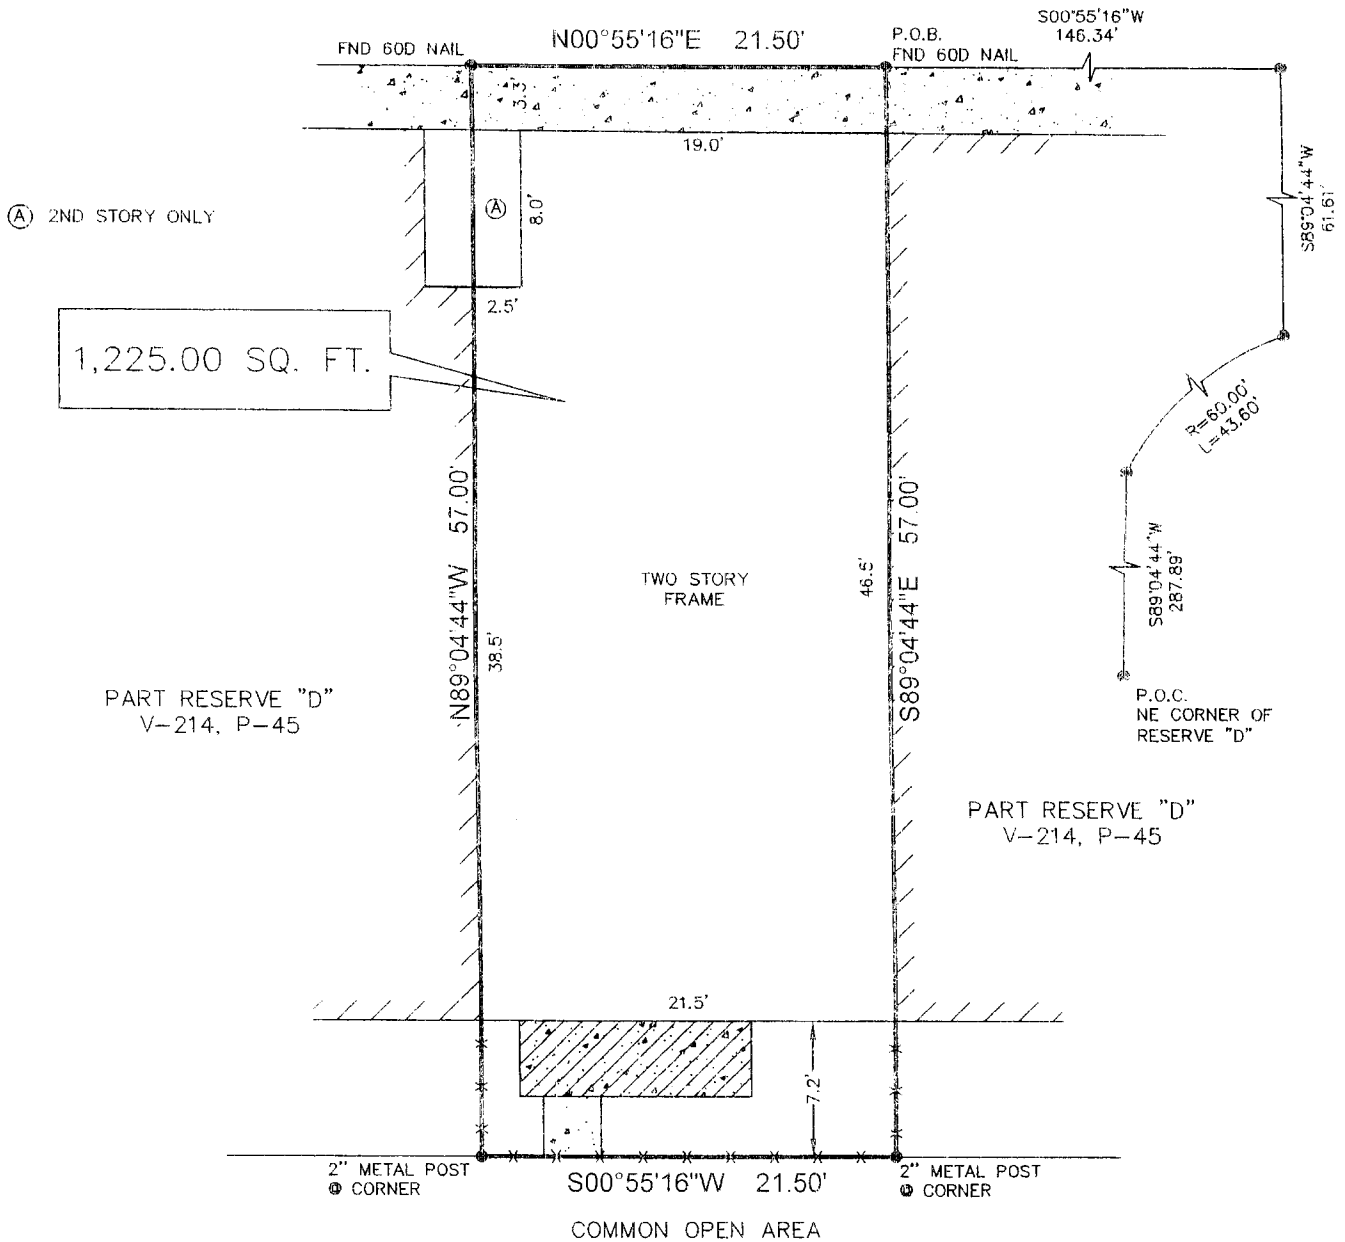 S00°55'16"W
146.34'
N00°55'16"E 21.50'
P.O.B.
FND 60D NAIL
FND 60D NAIL
3.3'
19.0'
S89°04'44"W
61.61'
Ⓐ 2ND STORY ONLY
Ⓐ
8.0'
2.5'
1,225.00 SQ. FT.
R=60.00'
L=43.60'
N89°04'44"W 57.00'
S89°04'44"E 57.00'
46.5'
TWO STORY
FRAME
S89°04'44"W
287.89'
38.5'
PART RESERVE "D"
V-214, P-45
P.O.C.
NE CORNER OF
RESERVE "D"
PART RESERVE "D"
V-214, P-45
21.5'
7.2'
2" METAL POST
@ CORNER
S00°55'16"W 21.50'
2" METAL POST
@ CORNER
COMMON OPEN AREA